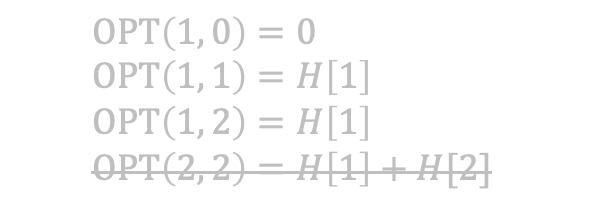 OPT(1, 0) = 0
OPT(1, 1) = H[1]
OPT(1, 2) = H[1]
OPT(2, 2) = H[1] + H[2]